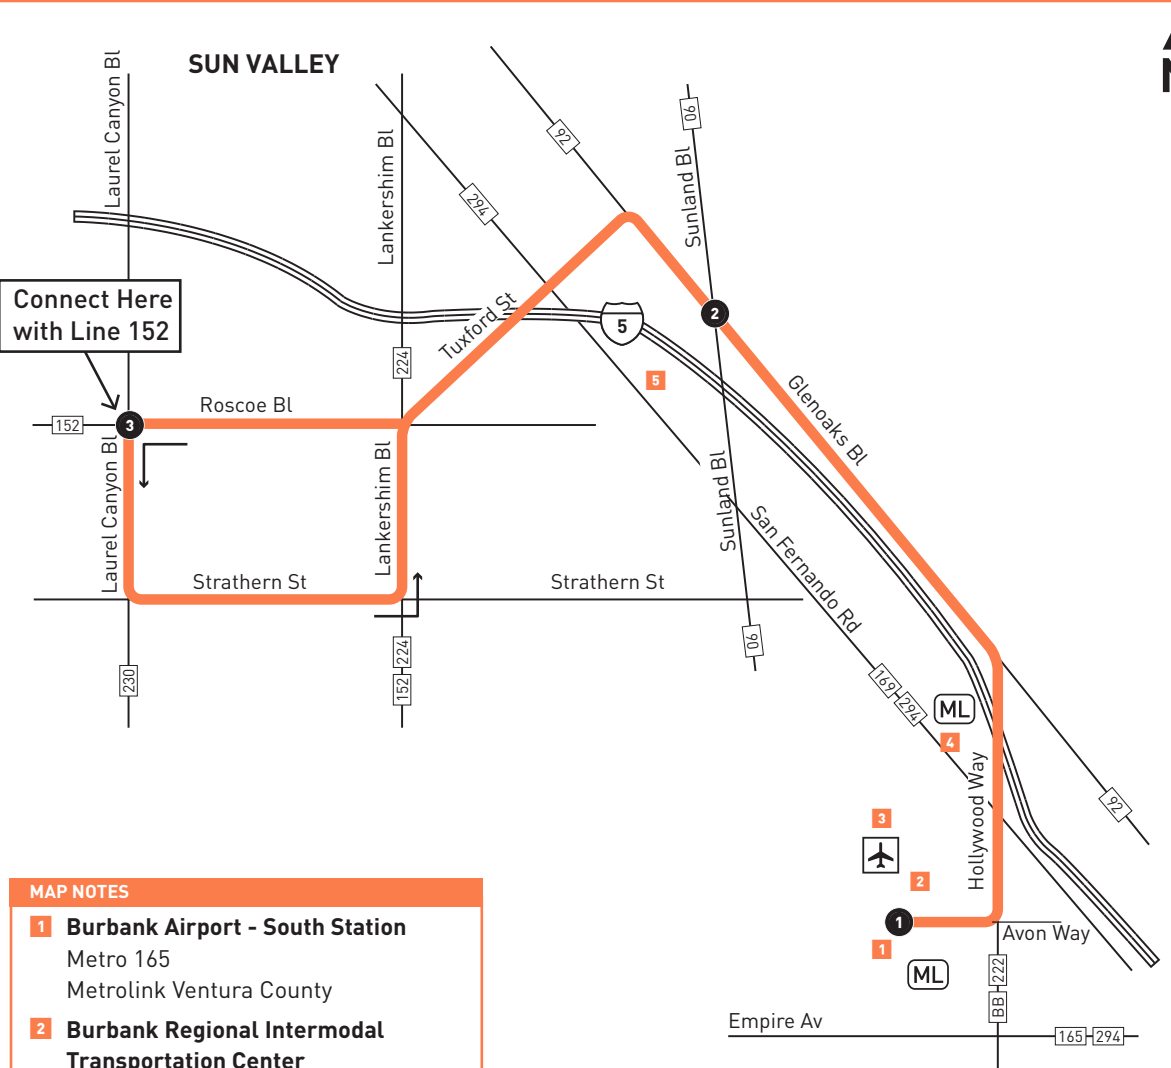 SUN VALLEY
Laurel Canyon Bl
Lankershim Bl
92
90
Sunland Bl
294
Connect Here
with Line 152
5
2
Tuxford St
224
5
Roscoe Bl
152
3
Glenoaks Bl
Laurel Canyon Bl
Lankershim Bl
Sunland Bl
San Fernando Rd
Strathern St
Strathern St
90
230
224
152
169
294
ML
4
Hollywood Way
92
3
2
1
Avon Way
1
ML
222
BB
Empire Av
165
294
MAP NOTES
1 Burbank Airport - South Station
Metro 165
Metrolink Ventura County
2 Burbank Regional Intermodal
Transportation Center